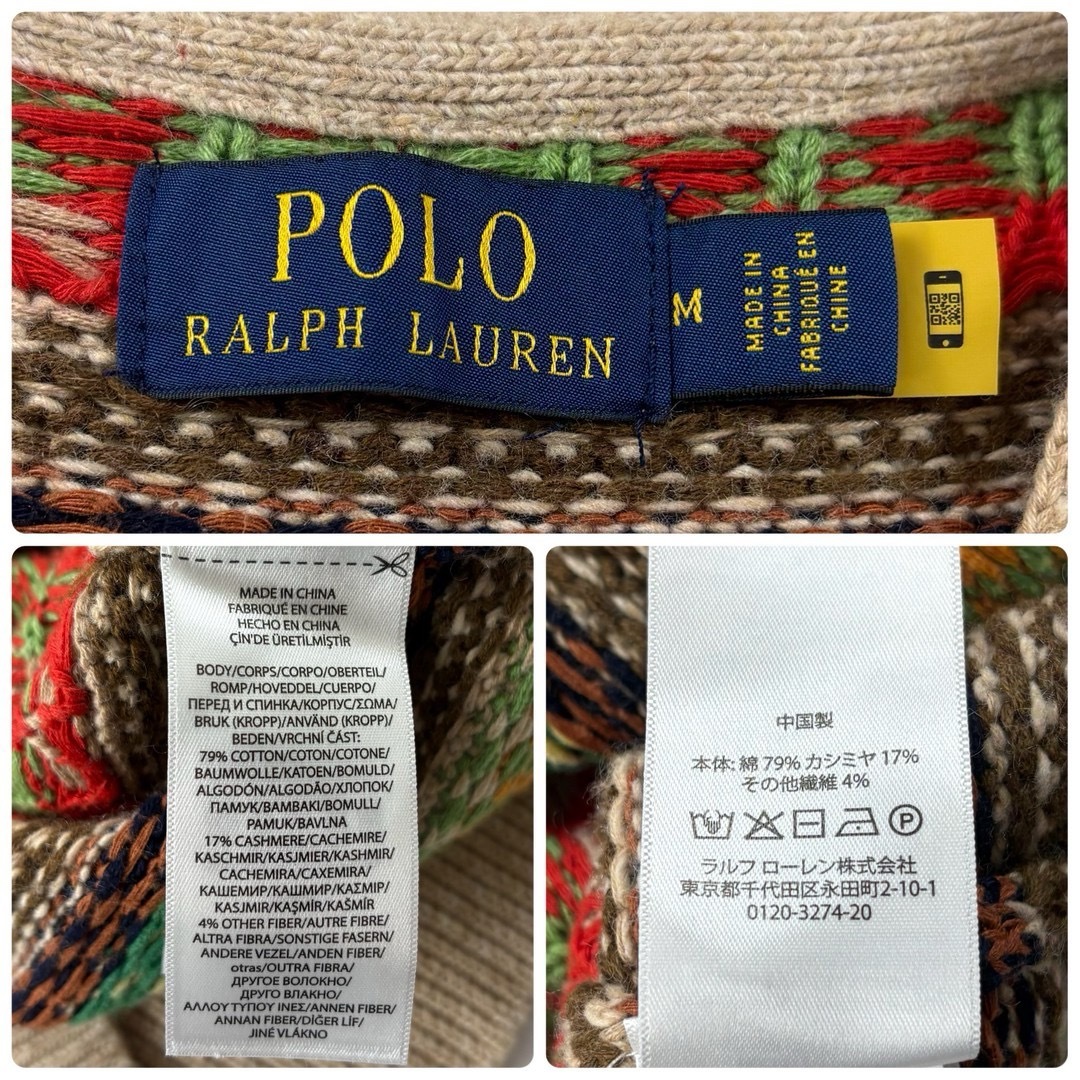 POLO
RALPH LAUREN
M
MADE IN
CHINA
FABRIQUÉ EN
CHINE
MADE IN CHINA
FABRIQUÉ EN CHINE
HECHO EN CHINA
ÇİN'DE ÜRETİLMİŞTİR
BODY/CORPS/CORPO/OBERTEIL/
ROMP/HOVEDDEL/CUERPO/
ПЕРЕД И СПИНКА/КОРПУС/ΣΩΜΑ/
BRUK (KROPP)/ANVÄND (KROPP)/
BEDEN/VRCHNÍ ČÁST:
79% COTTON/COTON/COTONE/
BAUMWOLLE/KATOEN/BOMULD/
ALGODÓN/ALGODÃO/ХЛОПОК/
ПАМУК/ΒΑΜΒΑΚΙ/BOMULL/
PAMUK/BAVLNA
17% CASHMERE/CACHEMIRE/
KASCHMIR/KASJMIER/KASHMIR/
CACHEMIRA/CAXEMIRA/
КАШЕМИР/КАШМИР/ΚΑΣΜΙΡ/
KASJMIR/KAŞMİR/KAŠMÍR
4% OTHER FIBER/AUTRE FIBRE/
ALTRA FIBRA/SONSTIGE FASERN/
ANDERE VEZEL/ANDEN FIBER/
otras/OUTRA FIBRA/
ДРУГОЕ ВОЛОКНО/
ДРУГО ВЛАКНО/
ΑΛΛΟΥ ΤΥΠΟΥ ΙΝΕΣ/ANNEN FIBER/
ANNAN FIBER/DİĞER LİF/
JINÉ VLÁKNO
中国製
本体: 綿 79% カシミヤ 17%
その他繊維 4%
P
ラルフ ローレン株式会社
東京都千代田区永田町2-10-1
0120-3274-20